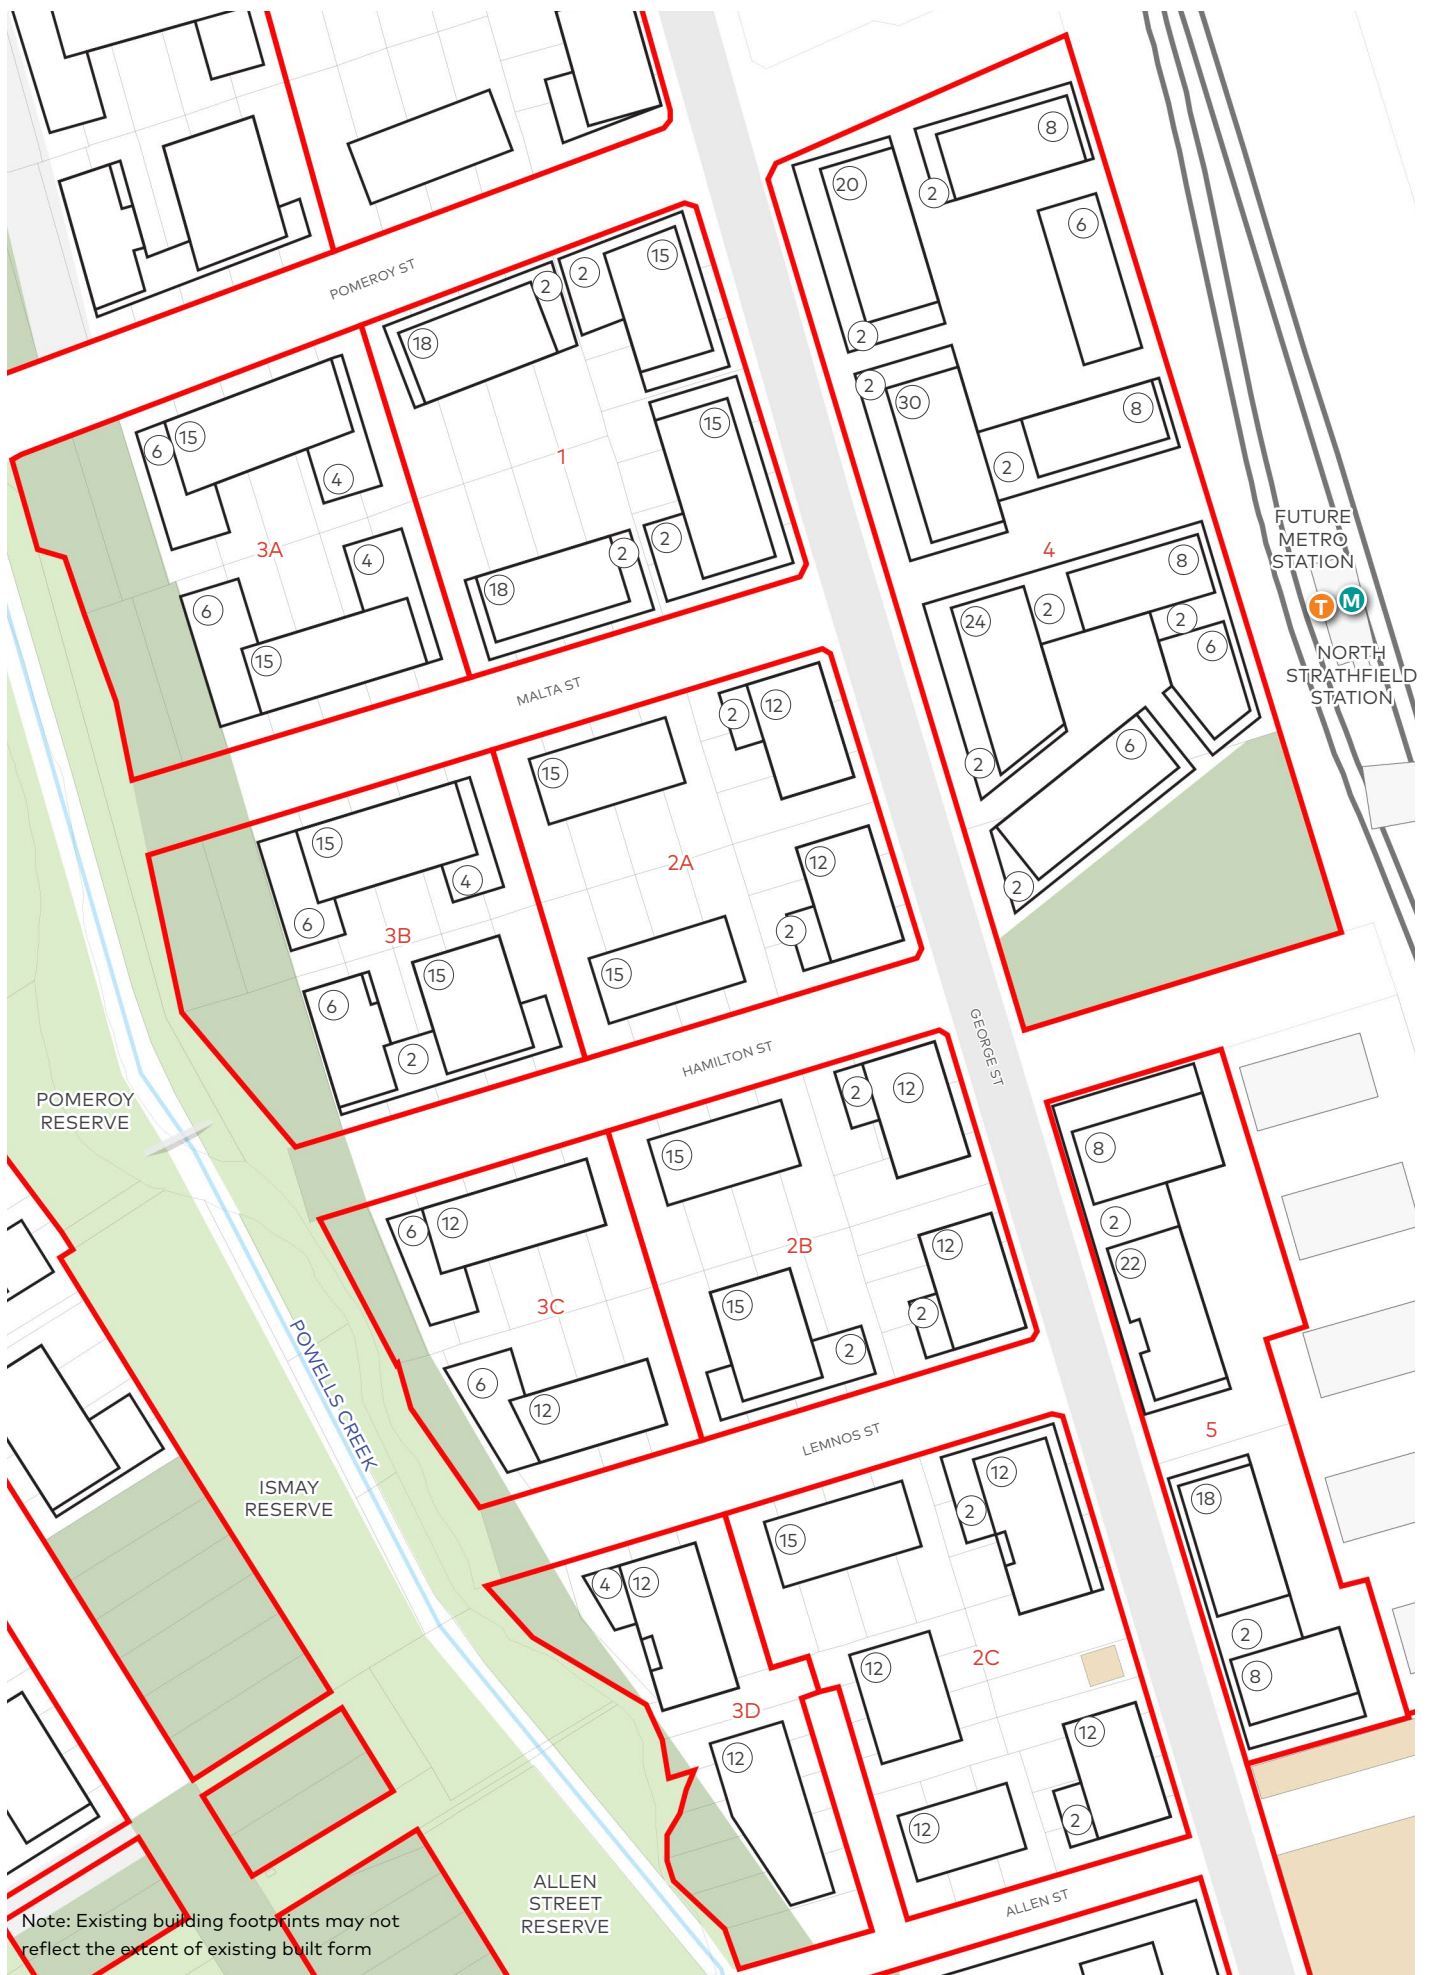 8
20
2
6
POMEROY ST
15
2
2
18
2
2
30
8
15
6
15
1
2
4
FUTURE
METRO
STATION
T
M
3A
4
4
2
2
8
18
6
2
24
2
6
15
NORTH
STRATHFIELD
STATION
MALTA ST
2
12
6
2
15
15
2A
12
4
2
6
3B
2
15
15
6
GEORGE ST
HAMILTON ST
2
POMEROY
RESERVE
2
12
8
15
6
12
2
2B
12
22
3C
15
2
2
POWELLS CREEK
6
12
LEMNOS ST
5
12
ISMAY
RESERVE
2
18
15
4
12
2
2C
12
8
3D
12
12
2
12
ALLEN
STREET
RESERVE
ALLEN ST
Note: Existing building footprints may not
reflect the extent of existing built form